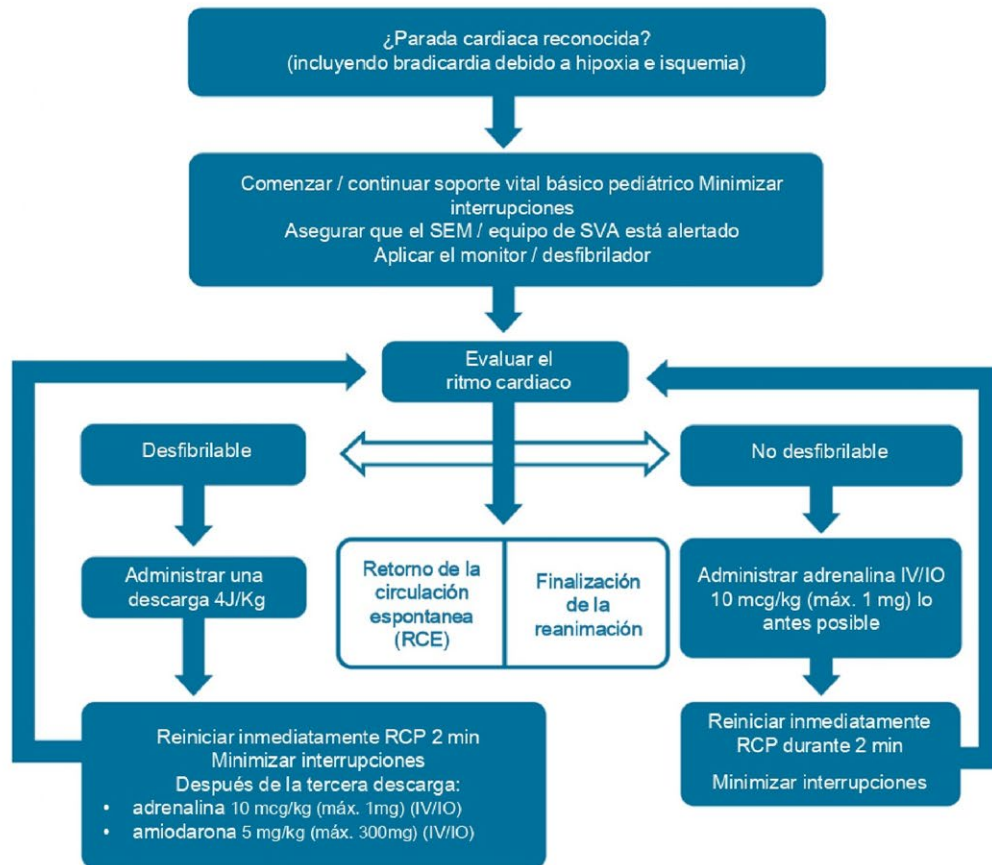 ¿Parada cardiaca reconocida?
(incluyendo bradicardia debido a hipoxia e isquemia)
Comenzar / continuar soporte vital básico pediátrico Minimizar
interrupciones
Asegurar que el SEM / equipo de SVA está alertado
Aplicar el monitor / desfibrilador
Evaluar el
ritmo cardiaco
Desfibrilable
No desfibrilable
Administrar una
descarga 4J/Kg
Retorno de la
circulación
espontanea
(RCE)
Finalización
de la
reanimación
Administrar adrenalina IV/IO
10 mcg/kg (máx. 1 mg) lo
antes posible
Reiniciar inmediatamente RCP 2 min
Minimizar interrupciones
Después de la tercera descarga:
• adrenalina 10 mcg/kg (máx. 1mg) (IV/IO)
• amiodarona 5 mg/kg (máx. 300mg) (IV/IO)
Reiniciar inmediatamente
RCP durante 2 min
Minimizar interrupciones